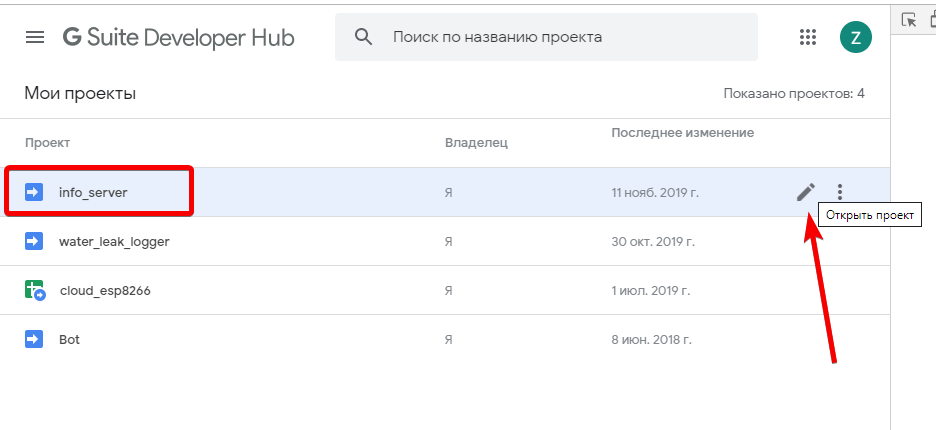 G Suite Developer Hub
Поиск по названию проекта
Z
Мои проекты
Показано проектов: 4
Проект
Владелец
Последнее изменение
info_server
Я
11 нояб. 2019 г.
Открыть проект
water_leak_logger
Я
30 окт. 2019 г.
cloud_esp8266
Я
1 июл. 2019 г.
Bot
Я
8 июн. 2018 г.